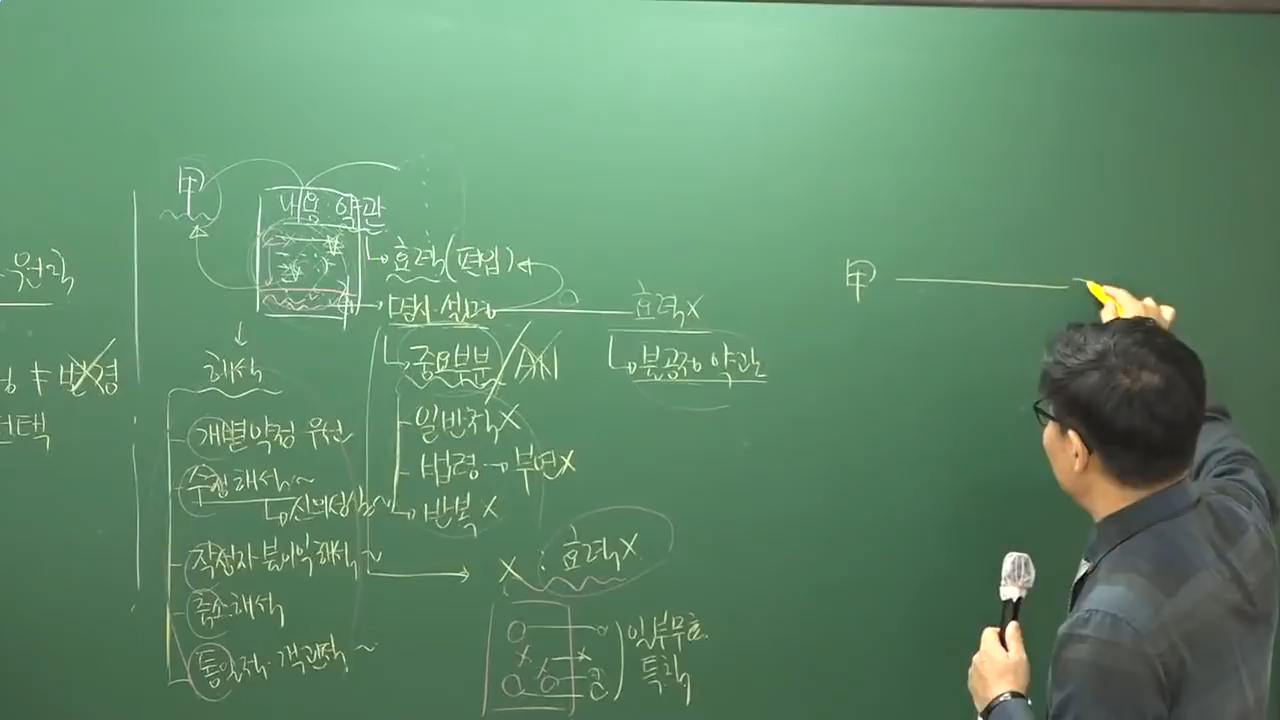 甲
내용·약관
효력(편입)
명시·설명
효력x
중요부분
불공정 약관
해석
개별약정 우선
일반적X
수정해석~
법령→부연X
신의성실~
반복X
작성자 불이익 해석~
X : 효력X
축소해석
통일적·객관적~
일부무효
특칙
甲
선택